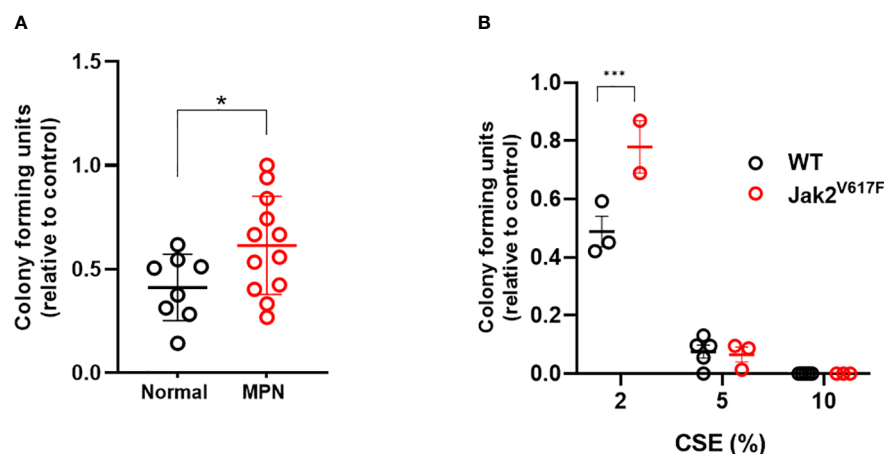 A
Colony forming units
(relative to control)
1.5
1.0
0.5
0.0
*
Normal
MPN
B
Colony forming units
(relative to control)
1.0
0.8
0.6
0.4
0.2
0.0
***
WT
Jak2V617F
2
5
10
CSE (%)